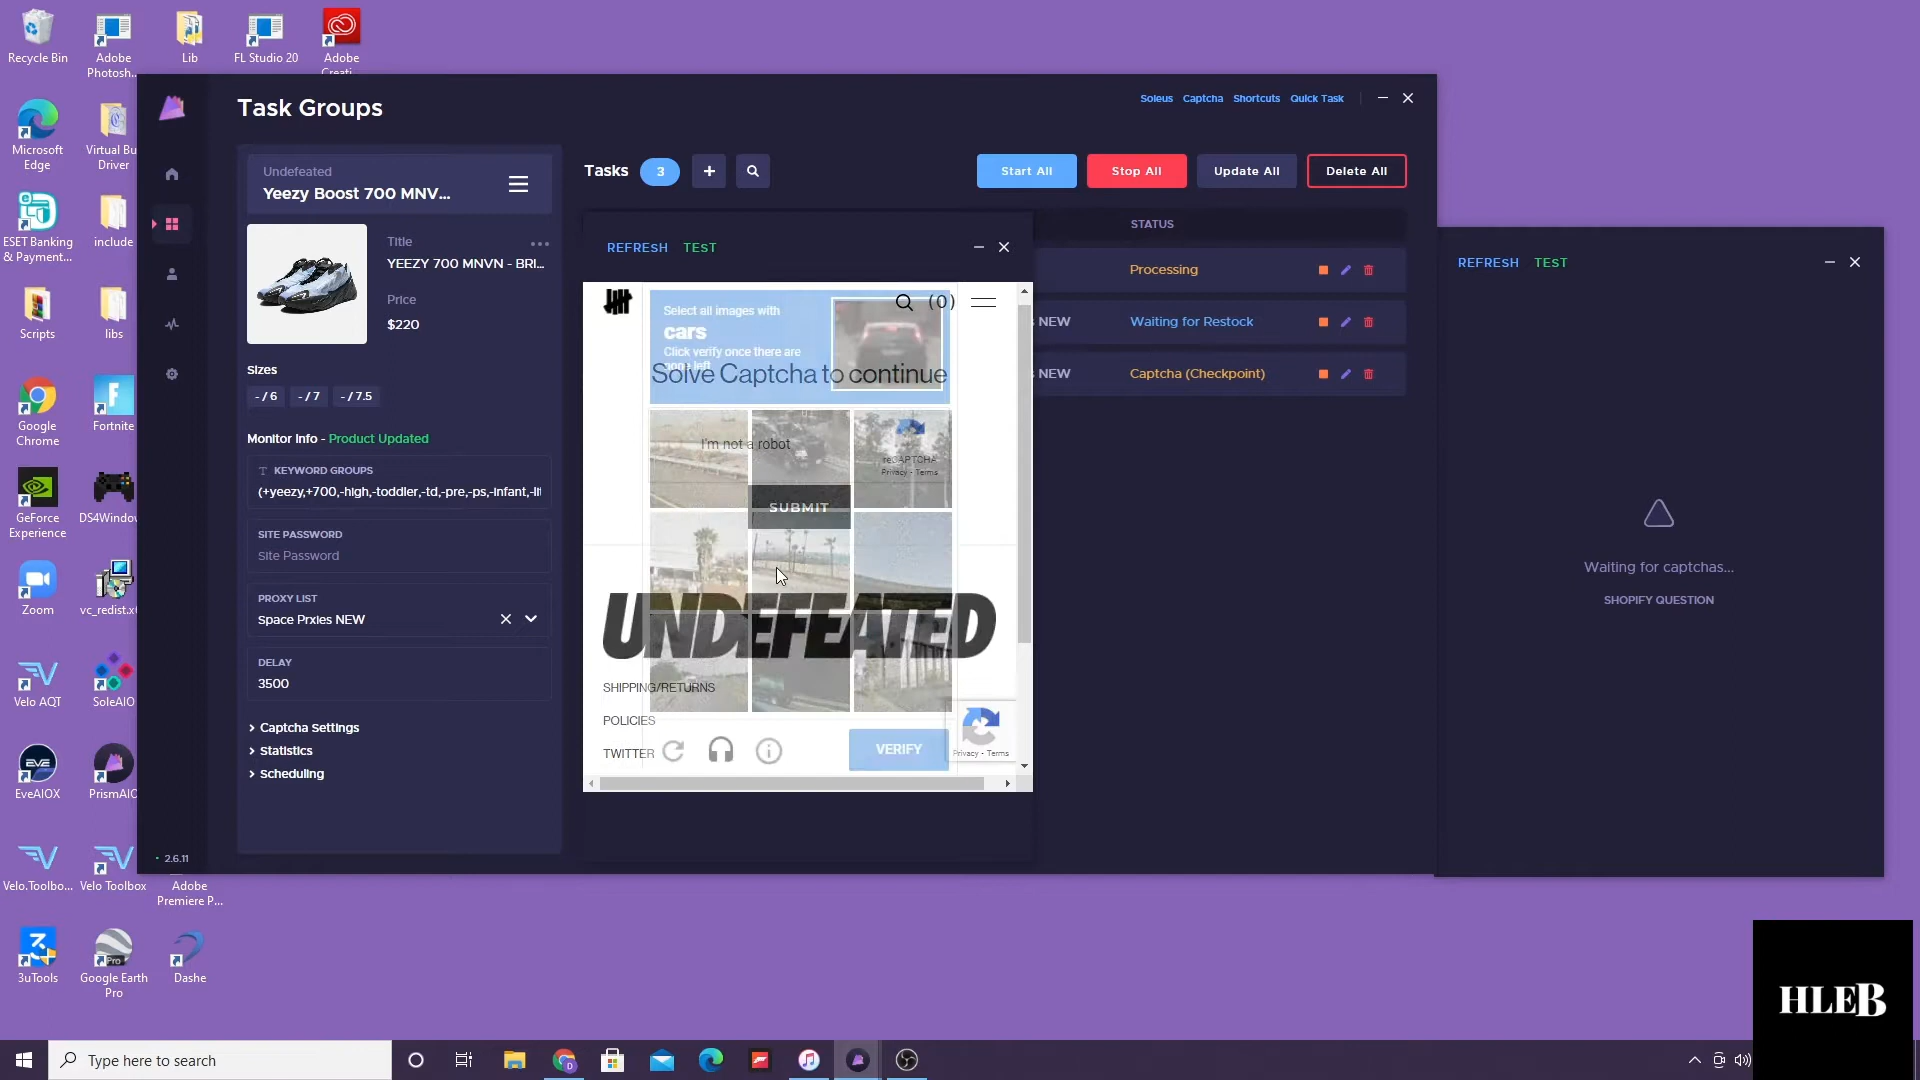 Recycle Bin
Adobe
Photosh...
Lib
FL Studio 20
Adobe
Creati...
Microsoft
Edge
Virtual Bu
Driver
ESET Banking
& Payment...
include
Scripts
libs
Google
Chrome
Fortnite
GeForce
Experience
DS4Window
Zoom
vc_redist.x
Velo AQT
SoleAIO
EveAIOX
PrismAIO
Velo.Toolbo...
Velo Toolbox
Adobe
Premiere P...
3uTools
Google Earth
Pro
Dashe
Task Groups
Soleus
Captcha
Shortcuts
Quick Task
Undefeated
Yeezy Boost 700 MNV...
Title
YEEZY 700 MNVN - BRI...
Price
$220
Sizes
- / 6
- / 7
- / 7.5
Monitor Info - Product Updated
KEYWORD GROUPS
(+yeezy,+700,-high,-toddler,-td,-pre,-ps,-infant,-lit
SITE PASSWORD
Site Password
PROXY LIST
Space Prxies NEW
DELAY
3500
Captcha Settings
Statistics
Scheduling
2.6.11
Tasks
3
Start All
Stop All
Update All
Delete All
STATUS
Processing
s NEW
Waiting for Restock
s NEW
Captcha (Checkpoint)
REFRESH
TEST
(0)
Select all images with
cars
Click verify once there are
none left
Solve Captcha to continue
I'm not a robot
reCAPTCHA
Privacy - Terms
SUBMIT
UNDEFEATED
SHIPPING/RETURNS
POLICIES
TWITTER
VERIFY
Privacy - Terms
REFRESH
TEST
Waiting for captchas...
SHOPIFY QUESTION
HLEB
Type here to search